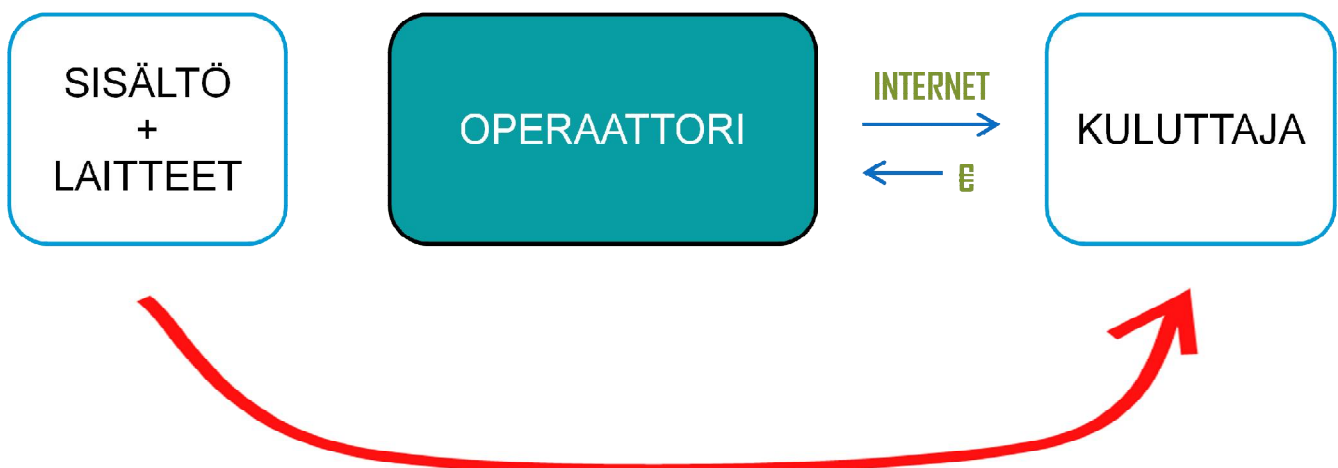 SISÄLTÖ
+
LAITTEET
OPERAATTORI
INTERNET
€
KULUTTAJA